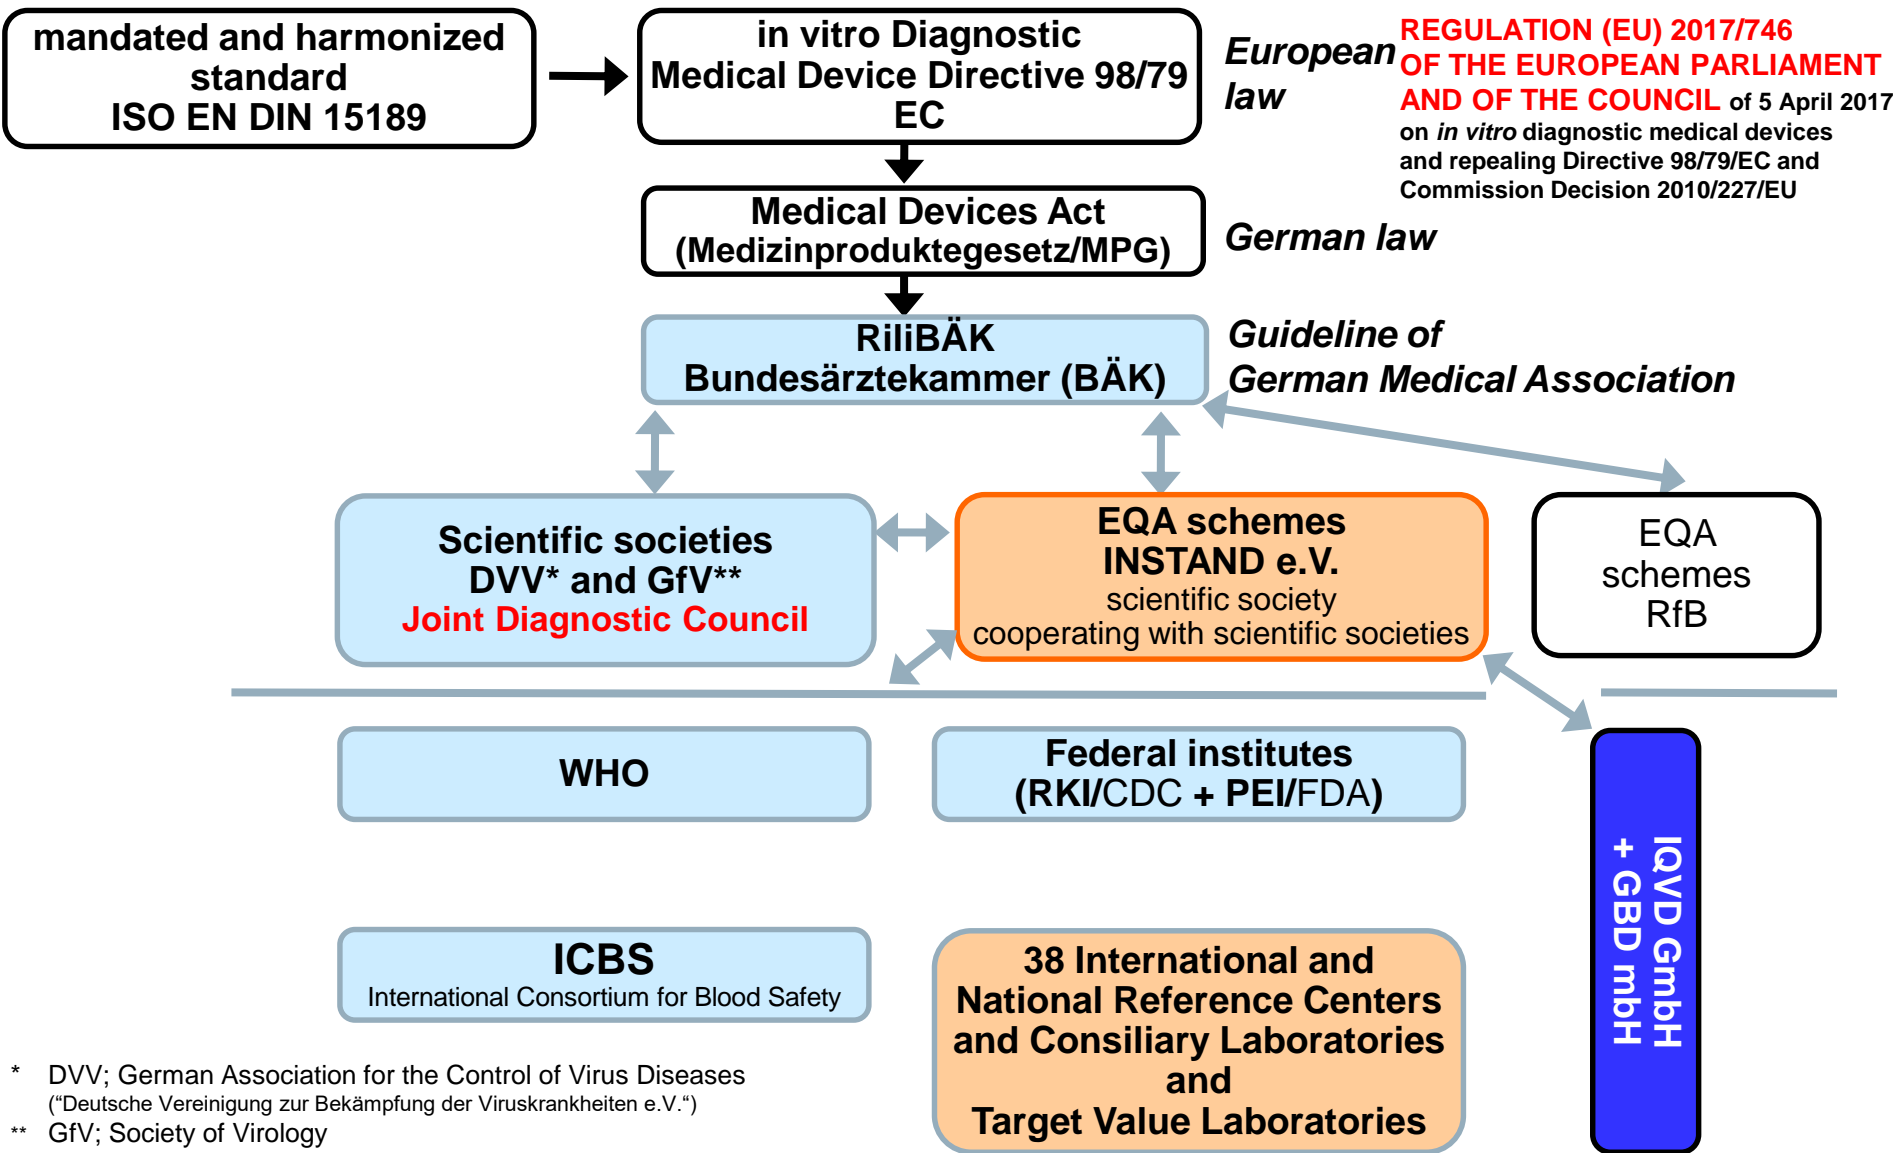 mandated and harmonized
standard
ISO EN DIN 15189
in vitro Diagnostic
Medical Device Directive 98/79
EC
European
law
REGULATION (EU) 2017/746
OF THE EUROPEAN PARLIAMENT
AND OF THE COUNCIL of 5 April 2017
on in vitro diagnostic medical devices
and repealing Directive 98/79/EC and
Commission Decision 2010/227/EU
Medical Devices Act
(Medizinproduktegesetz/MPG)
German law
RiliBÄK
Bundesärztekammer (BÄK)
Guideline of
German Medical Association
Scientific societies
DVV* and GfV**
Joint Diagnostic Council
EQA schemes
INSTAND e.V.
scientific society
cooperating with scientific societies
EQA
schemes
RfB
WHO
Federal institutes
(RKI/CDC + PEI/FDA)
IQVD GmbH
+ GBD mbH
ICBS
International Consortium for Blood Safety
38 International and
National Reference Centers
and Consiliary Laboratories
and
Target Value Laboratories
* DVV; German Association for the Control of Virus Diseases
(“Deutsche Vereinigung zur Bekämpfung der Viruskrankheiten e.V.“)
** GfV; Society of Virology